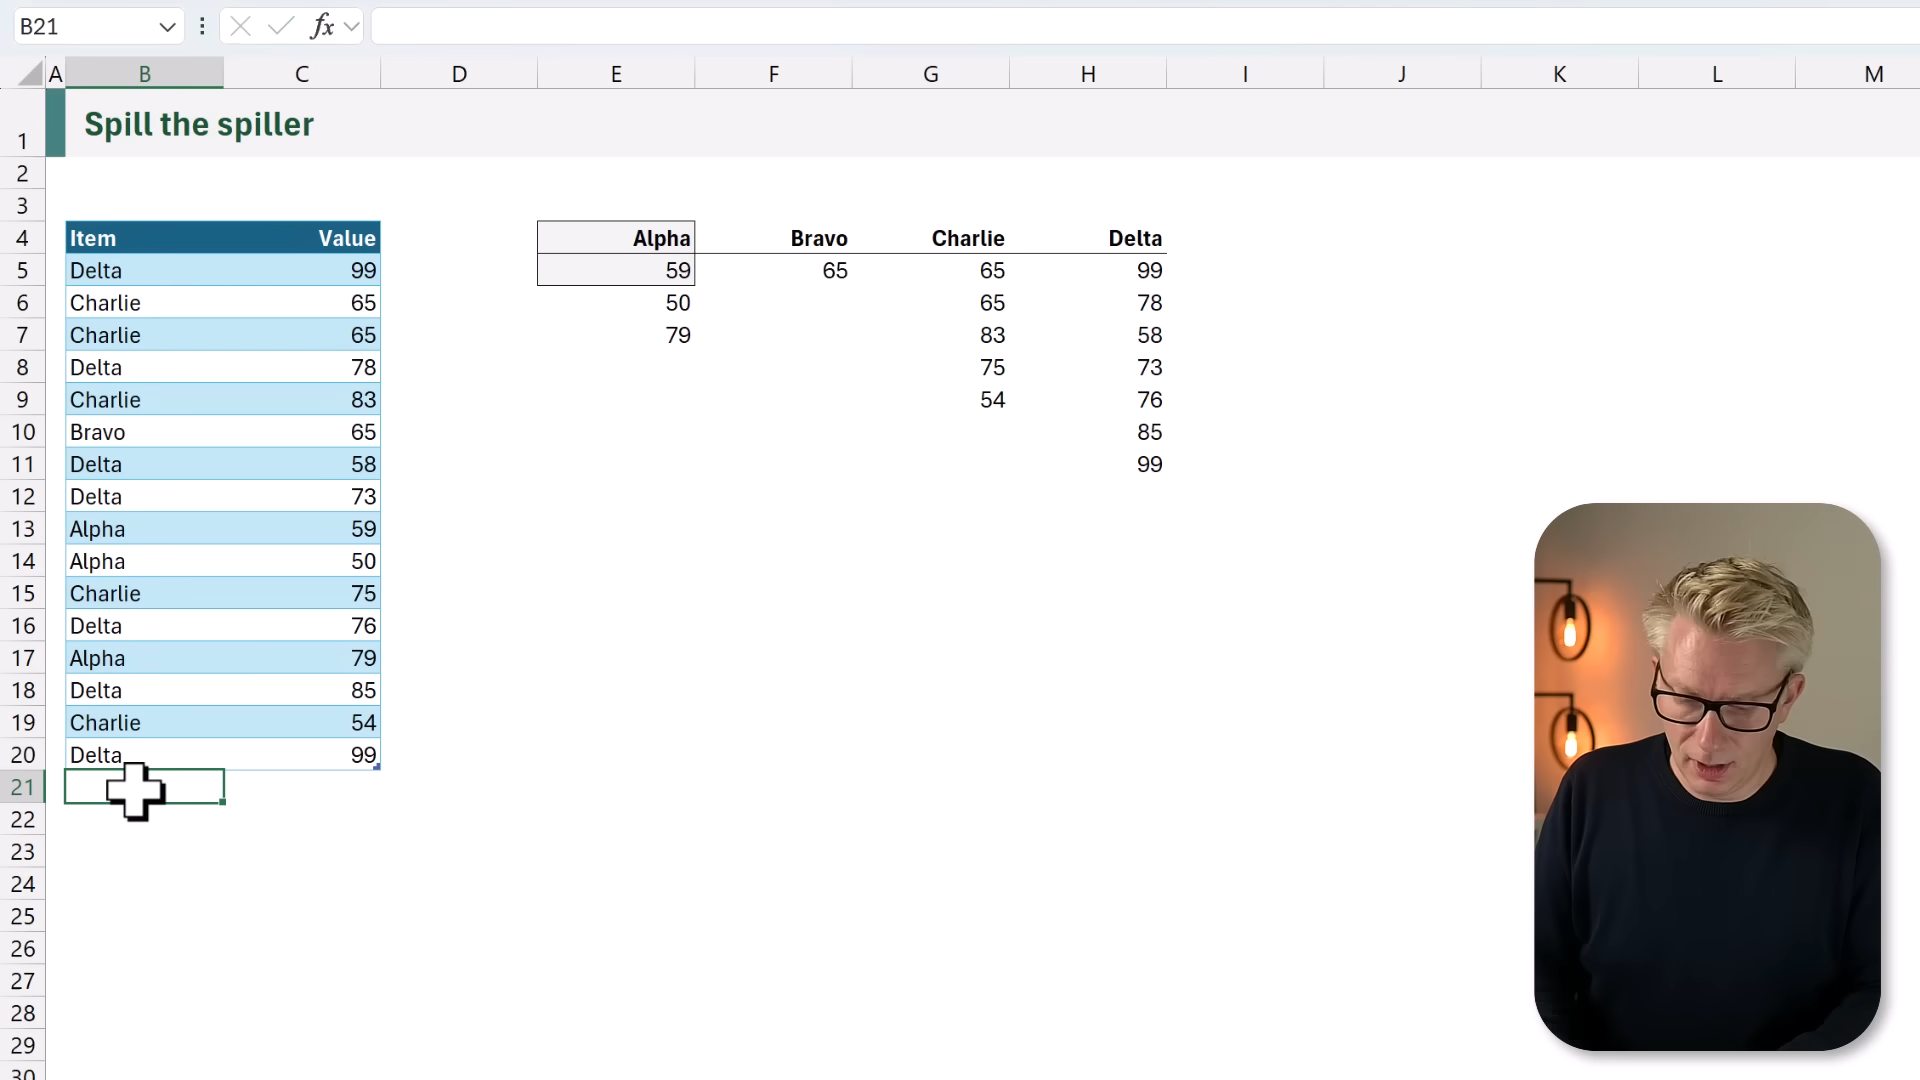 B21
fx
A B C D E F G H I J K L M
1 Spill the spiller
2
3
4 Item Value Alpha Bravo Charlie Delta
5 Delta 99 59 65 65 99
6 Charlie 65 50 65 78
7 Charlie 65 79 83 58
8 Delta 78 75 73
9 Charlie 83 54 76
10 Bravo 65 85
11 Delta 58 99
12 Delta 73
13 Alpha 59
14 Alpha 50
15 Charlie 75
16 Delta 76
17 Alpha 79
18 Delta 85
19 Charlie 54
20 Delta 99
21
22
23
24
25
26
27
28
29
30